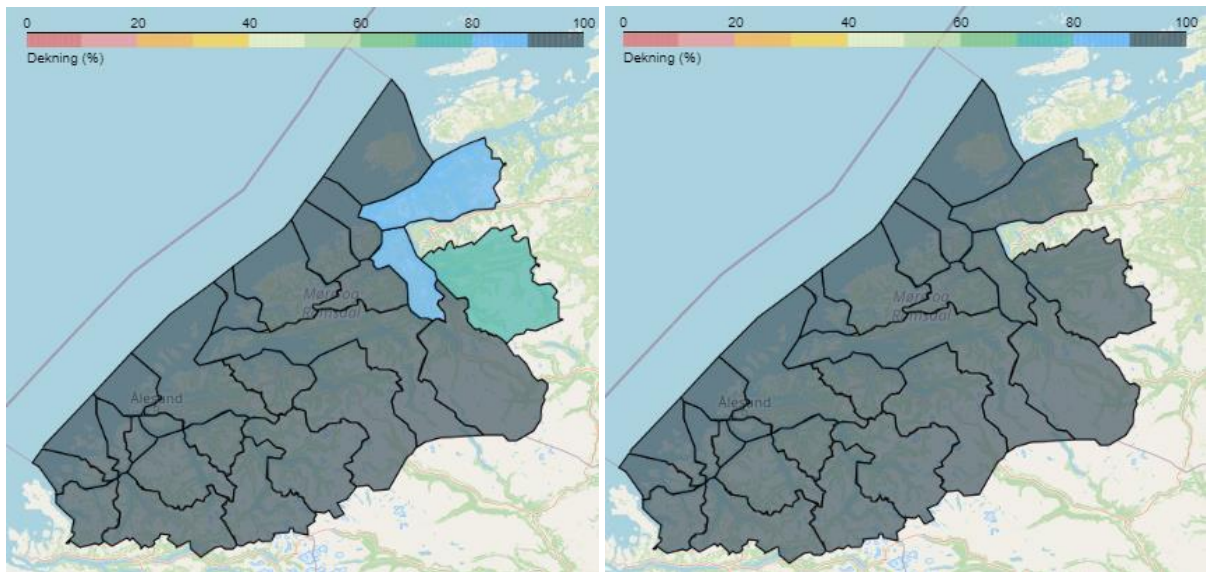 0 20 40 60 80 100
Dekning (%)
Møre og
Romsdal
Ålesund
0 20 40 60 80 100
Dekning (%)
Møre og
Romsdal
Ålesund